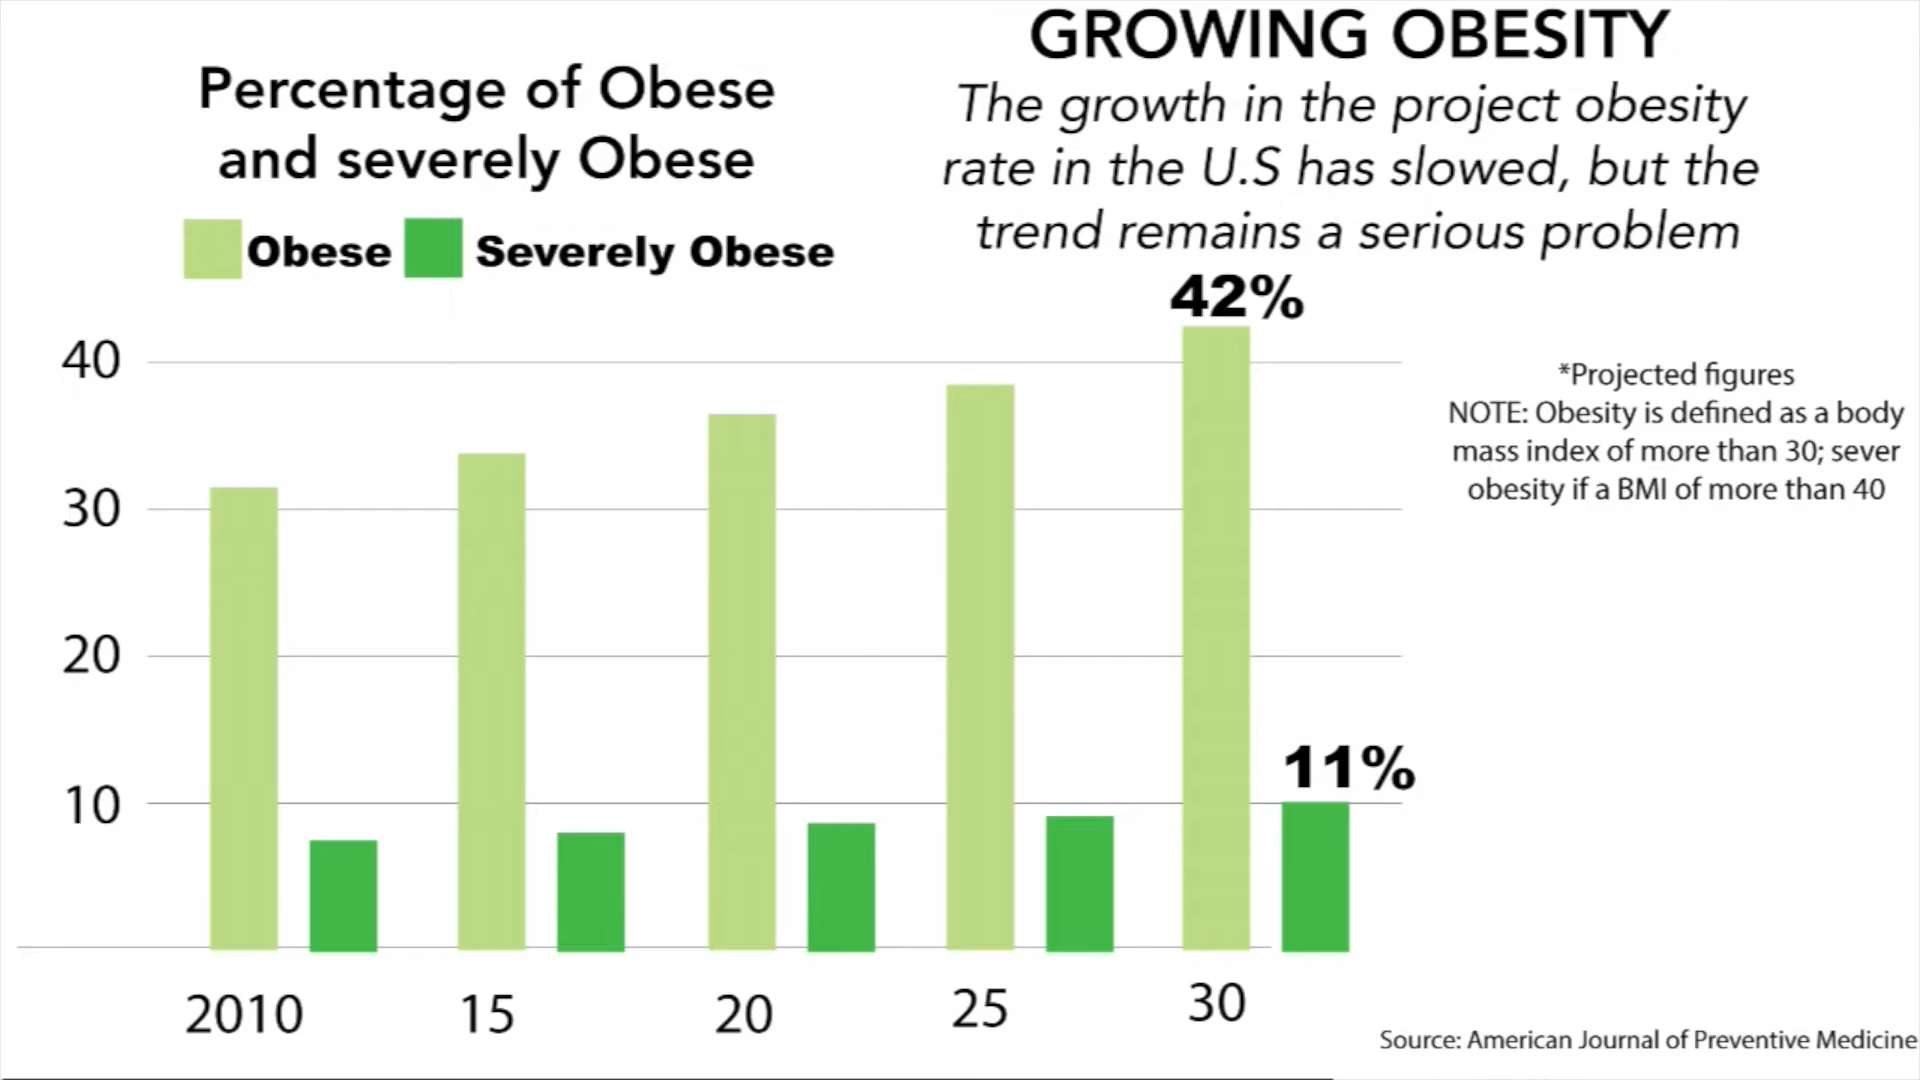 GROWING OBESITY
The growth in the project obesity
rate in the U.S has slowed, but the
trend remains a serious problem
Percentage of Obese
and severely Obese
Obese
Severely Obese
42%
11%
40
30
20
10
2010
15
20
25
30
*Projected figures
NOTE: Obesity is defined as a body
mass index of more than 30; sever
obesity if a BMI of more than 40
Source: American Journal of Preventive Medicine